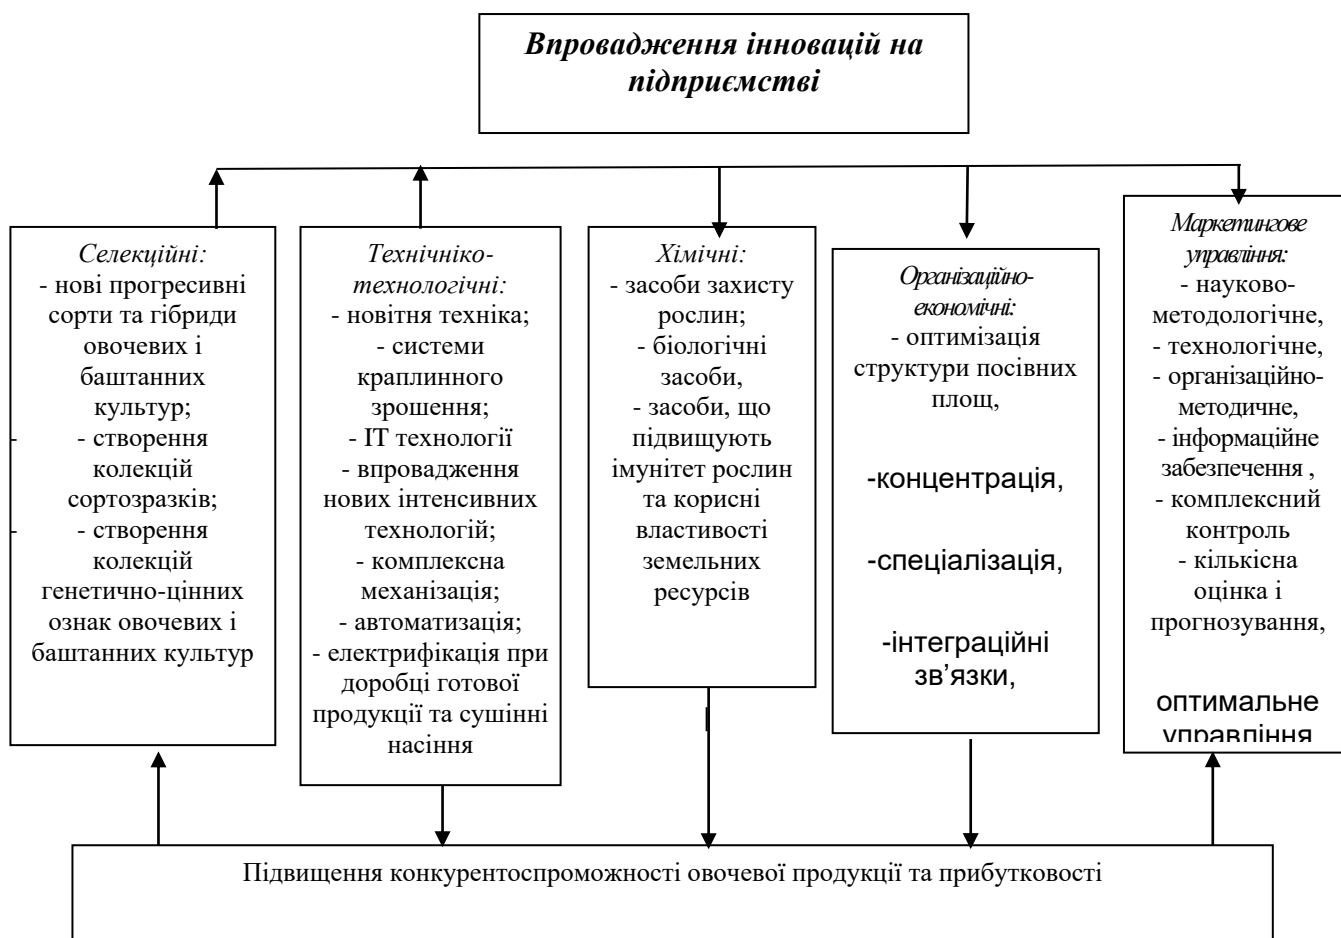 Впровадження інновацій на
підприємстві
Селекційні:
- нові прогресивні
сорти та гібриди
овочевих і
баштанних
культур;
- створення
колекцій
сортозразків;
- створення
колекцій
генетично-цінних
ознак овочевих і
баштанних культур
-
-
Технічніко-
технологічні:
- новітня техніка;
- системи
краплинного
зрошення;
- ІТ технології
- впровадження
нових інтенсивних
технологій;
- комплексна
механізація;
- автоматизація;
- електрифікація при
доробці готової
продукції та сушінні
насіння
Хімічні:
- засоби захисту
рослин;
- біологічні
засоби,
- засоби, що
підвищують
імунітет рослин
та корисні
властивості
земельних
ресурсів
Організаційно-
економічні:
- оптимізація
структури посівних
площ,
-концентрація,
-спеціалізація,
-інтеграційні
зв’язки,
Маркетингове
управління:
- науково-
методологічне,
- технологічне,
- організаційно-
методичне,
- інформаційне
забезпечення ,
- комплексний
контроль
- кількісна
оцінка і
прогнозування,
оптимальне
управління
Підвищення конкурентоспроможності овочевої продукції та прибутковості